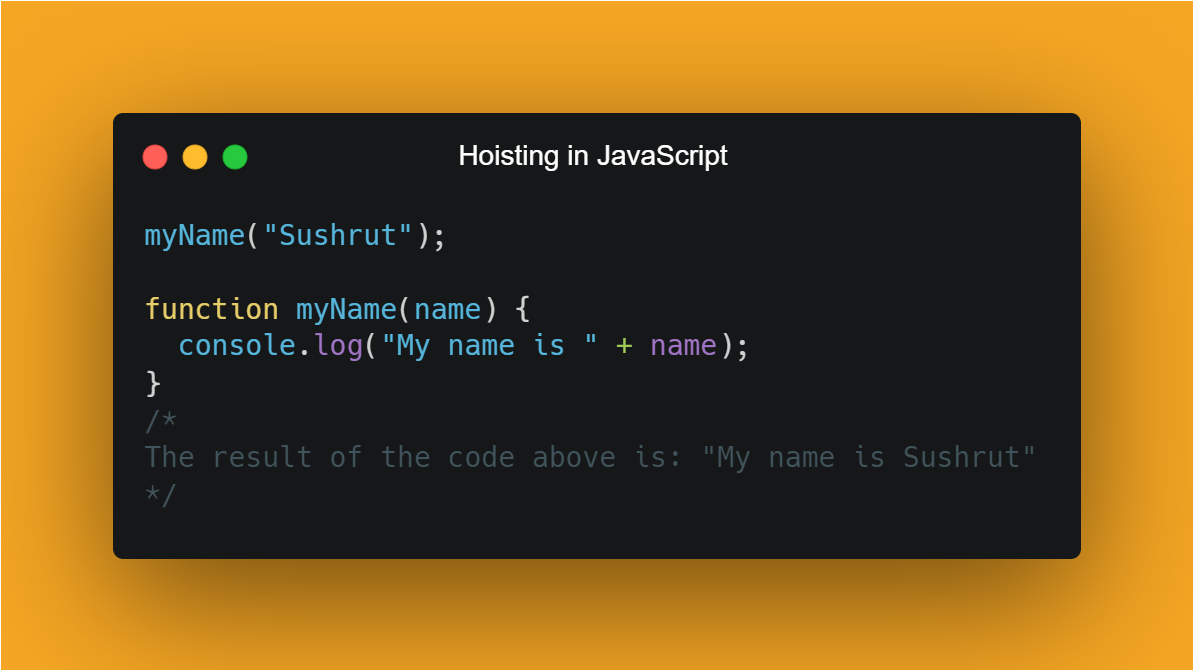 Hoisting in JavaScript
myName("Sushrut");
function myName(name) {
  console.log("My name is " + name);
}
/*
The result of the code above is: "My name is Sushrut"
*/